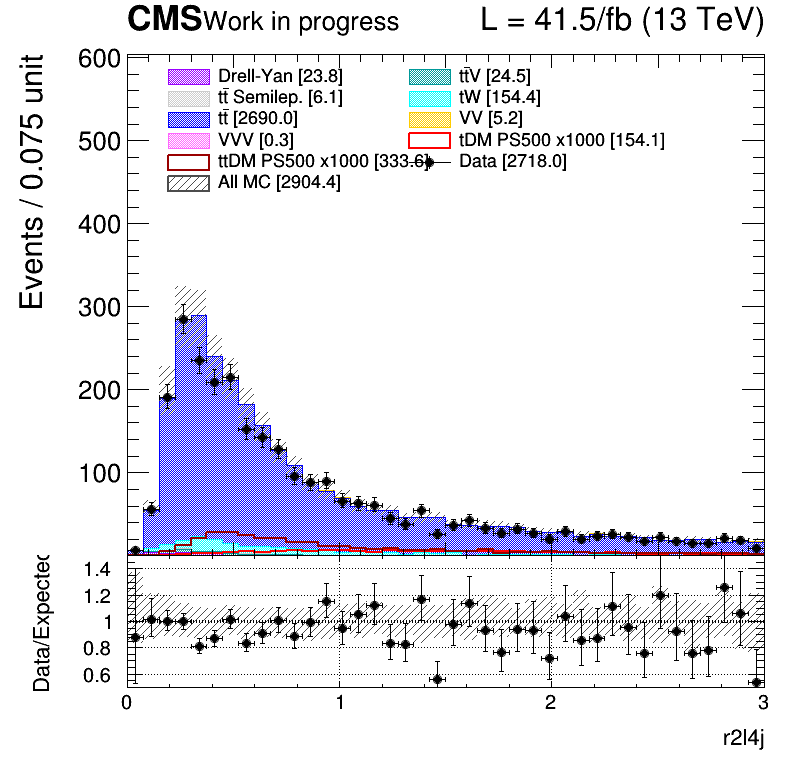 CMS Work in progress L = 41.5/fb (13 TeV)
Events / 0.075 unit
600
500
400
300
200
100
Drell-Yan [23.8]
tt̄ Semilep. [6.1]
tt̄ [2690.0]
VVV [0.3]
ttDM PS500 x1000 [333.6]
All MC [2904.4]
tt̄V [24.5]
tW [154.4]
VV [5.2]
tDM PS500 x1000 [154.1]
Data [2718.0]
Data/Expected
1.4
1.2
1
0.8
0.6
0 1 2 3
r2l4j